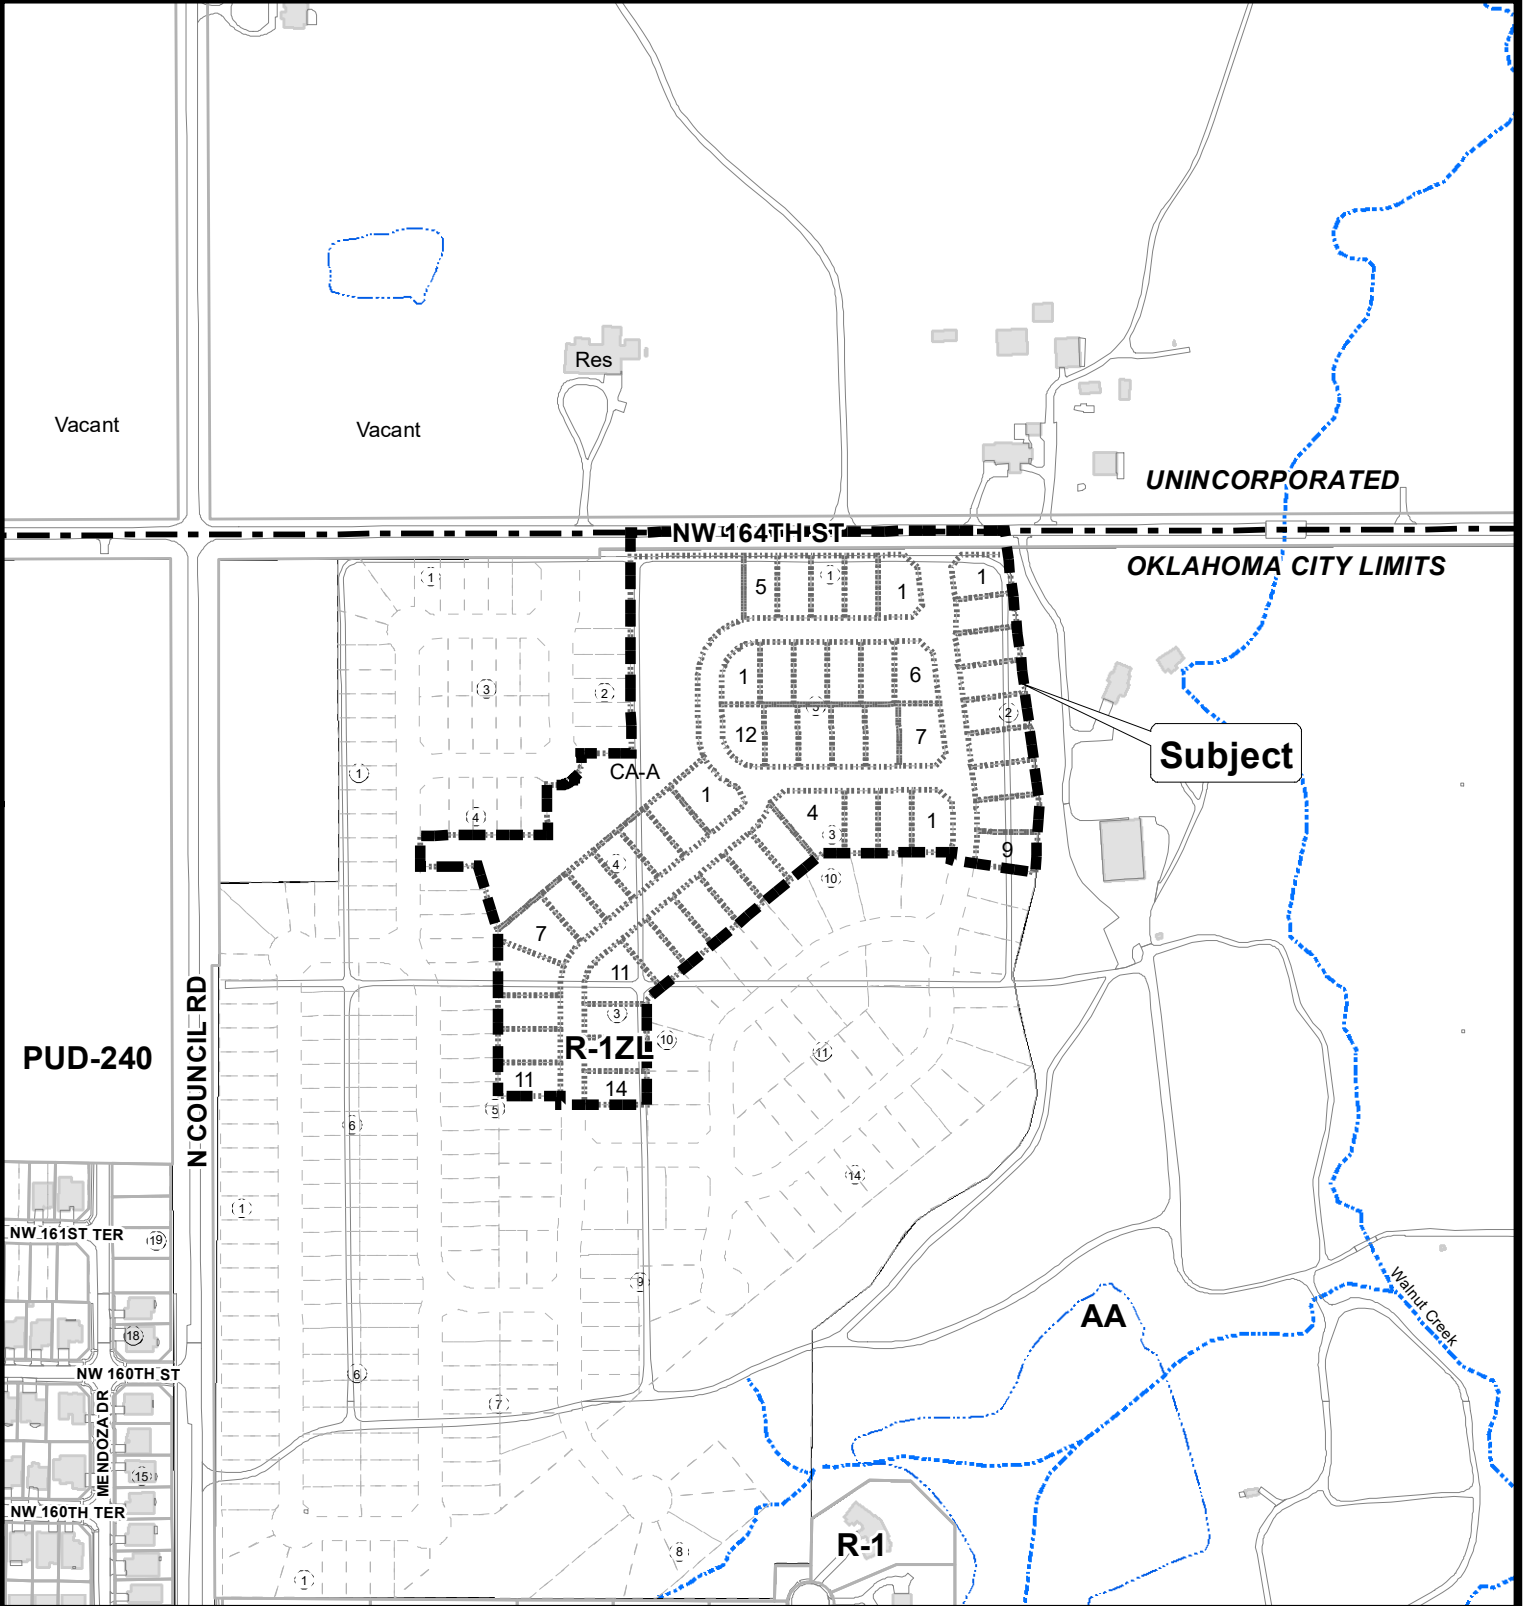 Res
Vacant
Vacant
UNINCORPORATED
NW 164TH ST
OKLAHOMA CITY LIMITS
1
5
1
1
1
3
2
1
6
2
12
5
7
Subject
CA-A
1
1
4
4
3
1
9
4
10
7
11
3
R-1ZL
10
11
PUD-240
N COUNCIL RD
11
14
5
6
14
1
NW 161ST TER
19
9
Walnut Creek
AA
18
NW 160TH ST
6
7
MENDOZA DR
15
NW 160TH TER
R-1
8
1